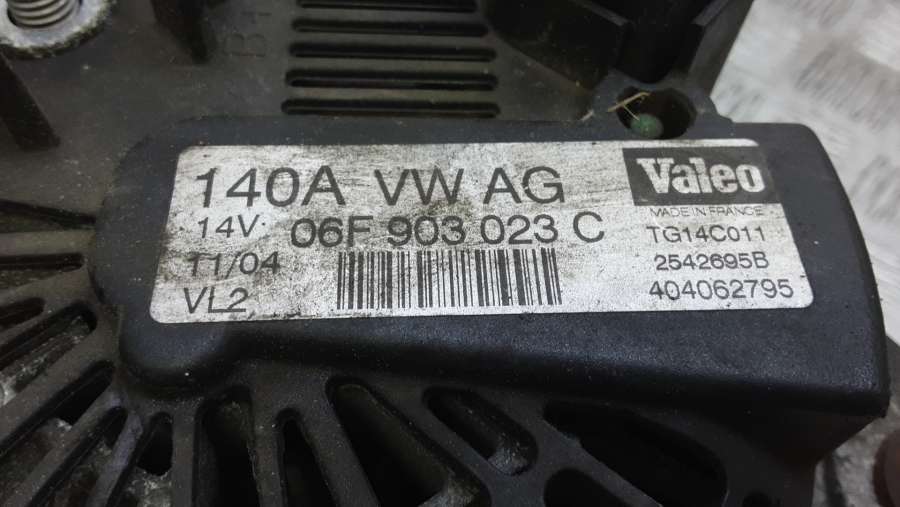 B+
140A VW AG
14V 06F 903 023 C
T1/04
VL2
Valeo
MADE IN FRANCE
TG14C011
2542695B
404062795